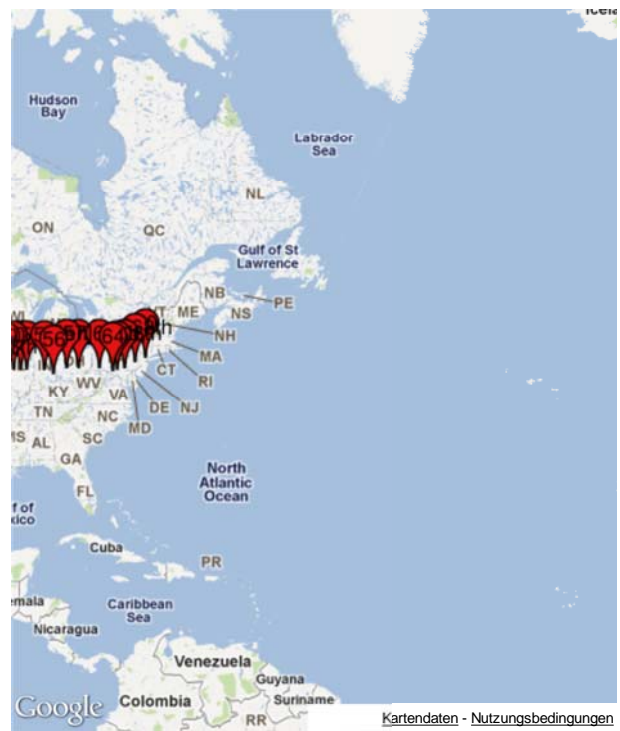 Hudson
Bay
Labrador
Sea
NL
ON
QC
Gulf of St
Lawrence
NB
PE
ME
NS
NH
MA
56
64
CT
RI
WV
KY
VA
DE
NJ
TN
NC
MD
AL
SC
GA
North
Atlantic
Ocean
FL
Cuba
PR
Caribbean
Sea
Nicaragua
Venezuela
Guyana
Google
Colombia
Suriname
RR
Kartendaten - Nutzungsbedingungen